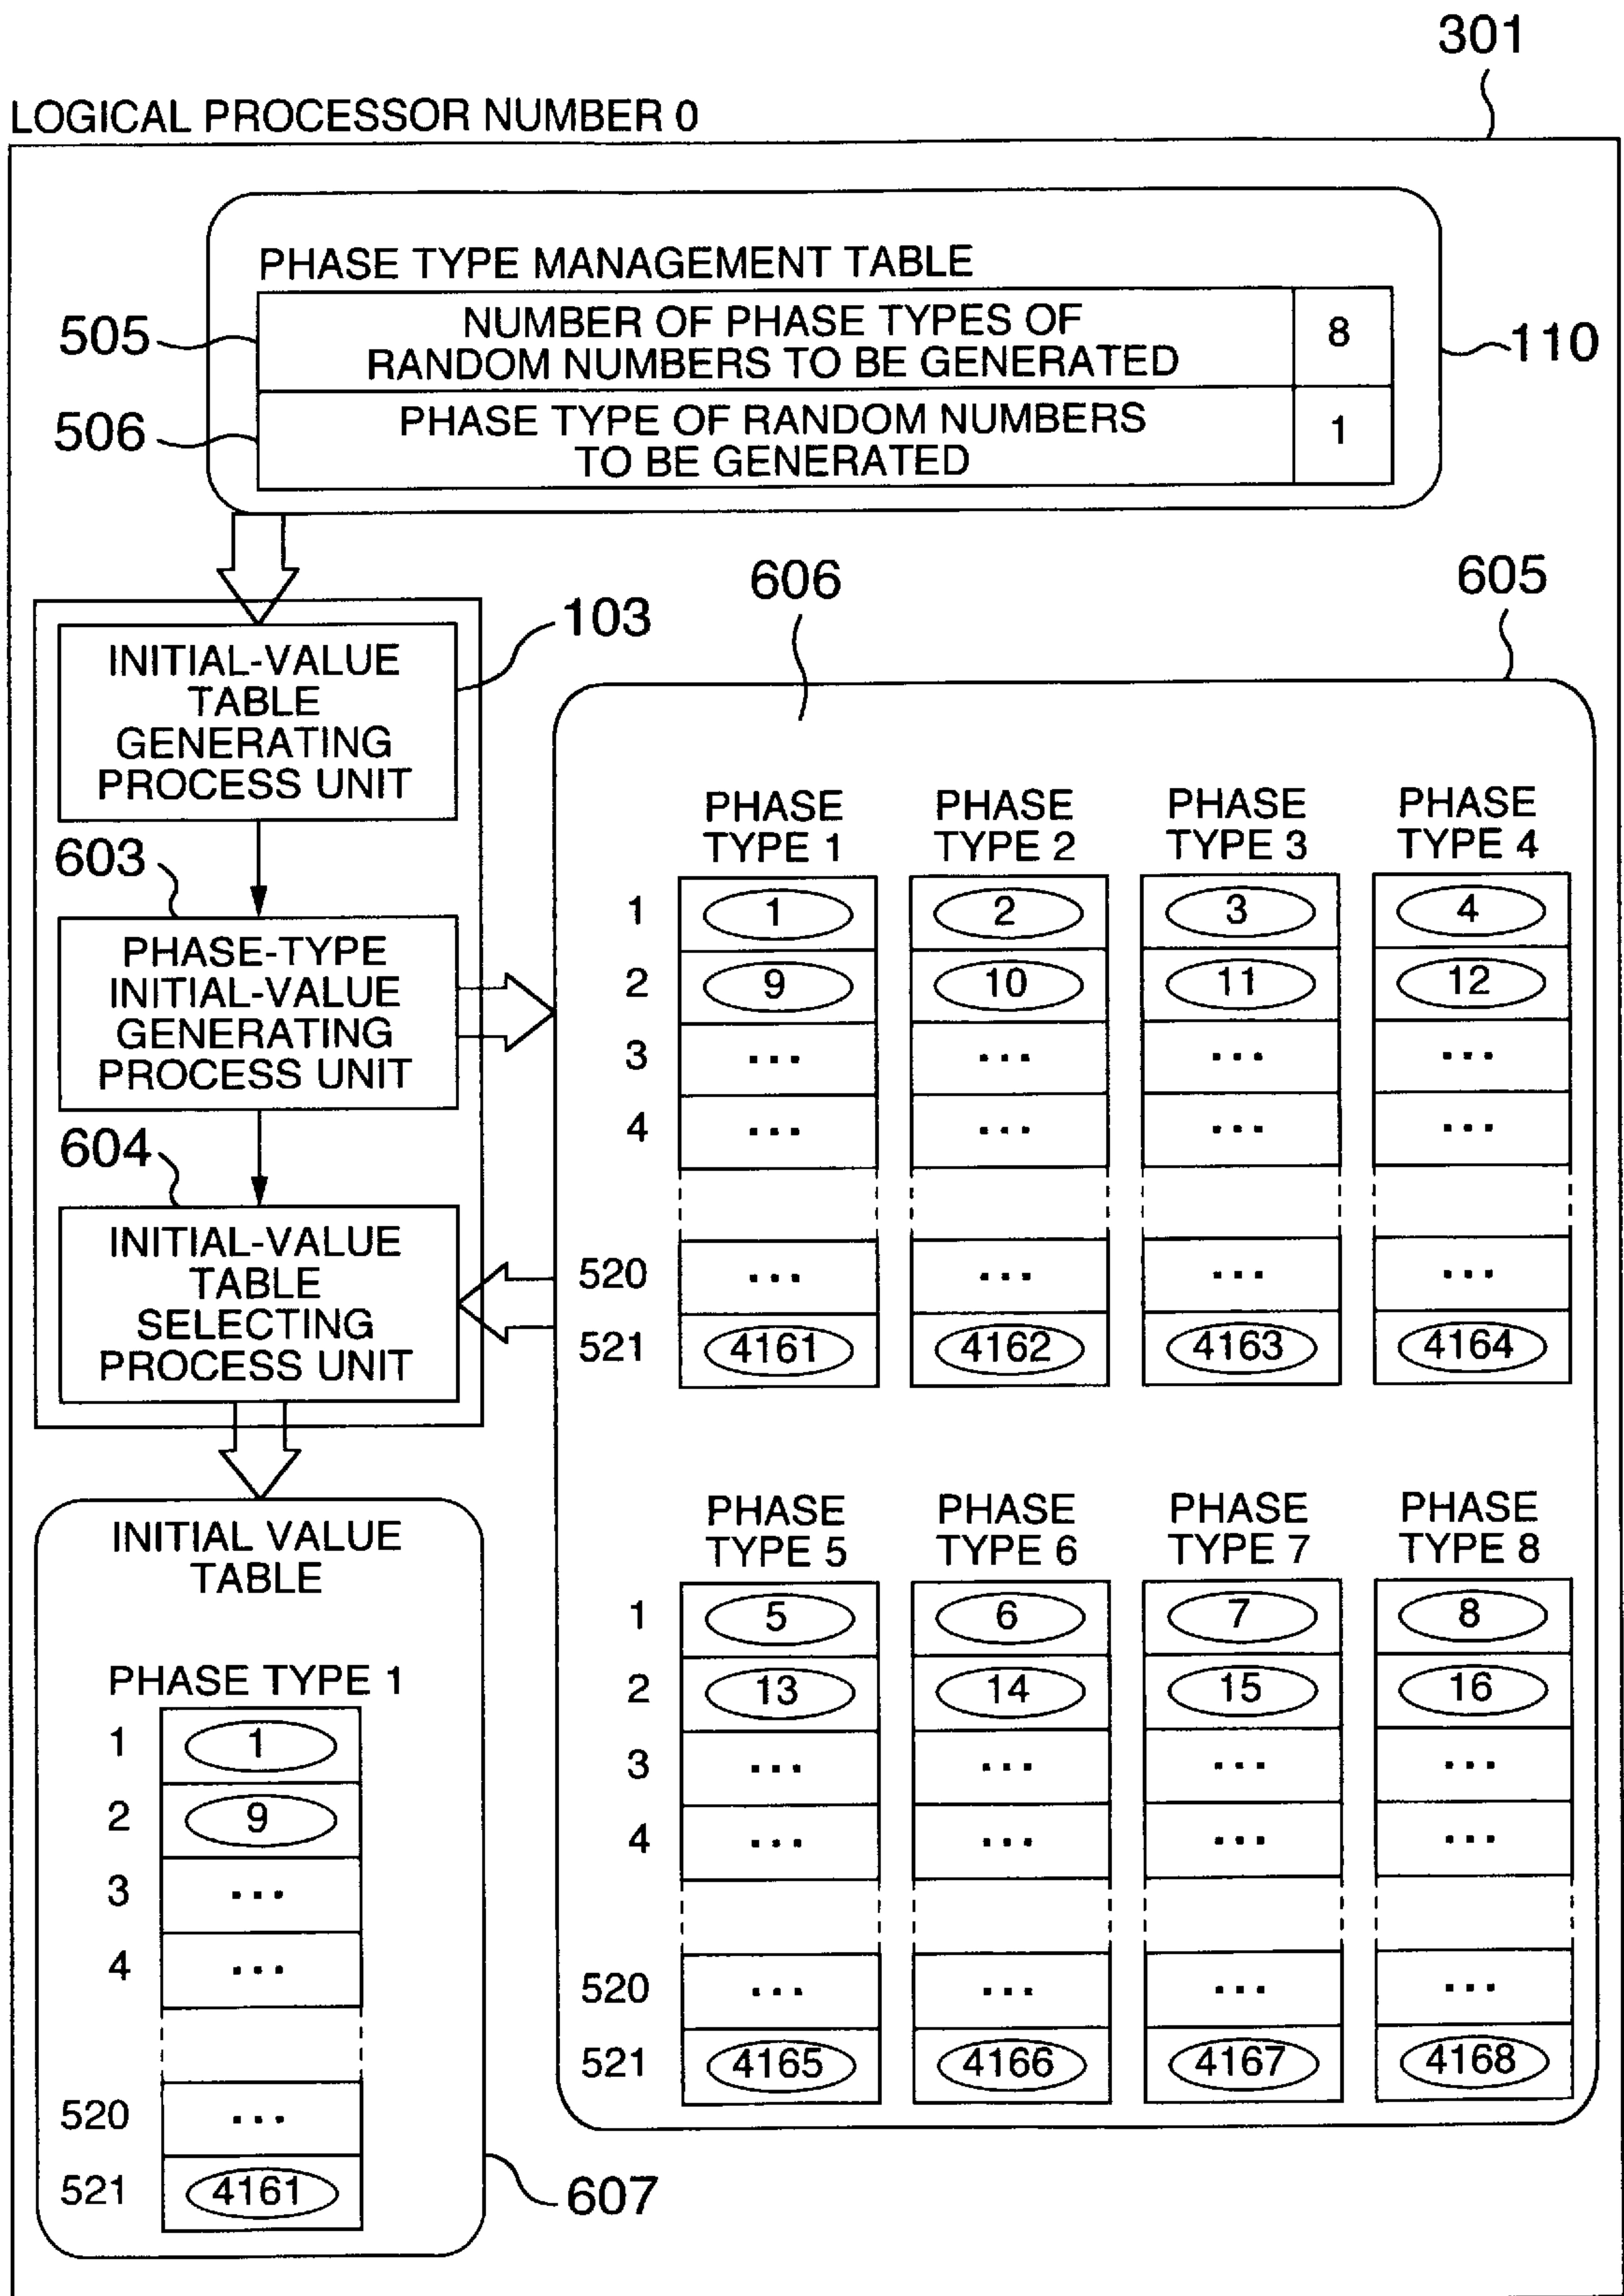 301
LOGICAL PROCESSOR NUMBER 0
PHASE TYPE MANAGEMENT TABLE
505
NUMBER OF PHASE TYPES OF
RANDOM NUMBERS TO BE GENERATED
8
110
506
PHASE TYPE OF RANDOM NUMBERS
TO BE GENERATED
1
103
INITIAL-VALUE
TABLE
GENERATING
PROCESS UNIT
603
PHASE-TYPE
INITIAL-VALUE
GENERATING
PROCESS UNIT
604
INITIAL-VALUE
TABLE
SELECTING
PROCESS UNIT
606
605
PHASE PHASE PHASE PHASE
TYPE 1 TYPE 2 TYPE 3 TYPE 4
1 1 2 3 4
2 9 10 11 12
3 ... ... ... ...
4 ... ... ... ...
520 ... ... ... ...
521 4161 4162 4163 4164
PHASE PHASE PHASE PHASE
TYPE 5 TYPE 6 TYPE 7 TYPE 8
1 5 6 7 8
2 13 14 15 16
3 ... ... ... ...
4 ... ... ... ...
520 ... ... ... ...
521 4165 4166 4167 4168
INITIAL VALUE
TABLE
PHASE TYPE 1
1 1
2 9
3 ...
4 ...
520 ...
521 4161
607